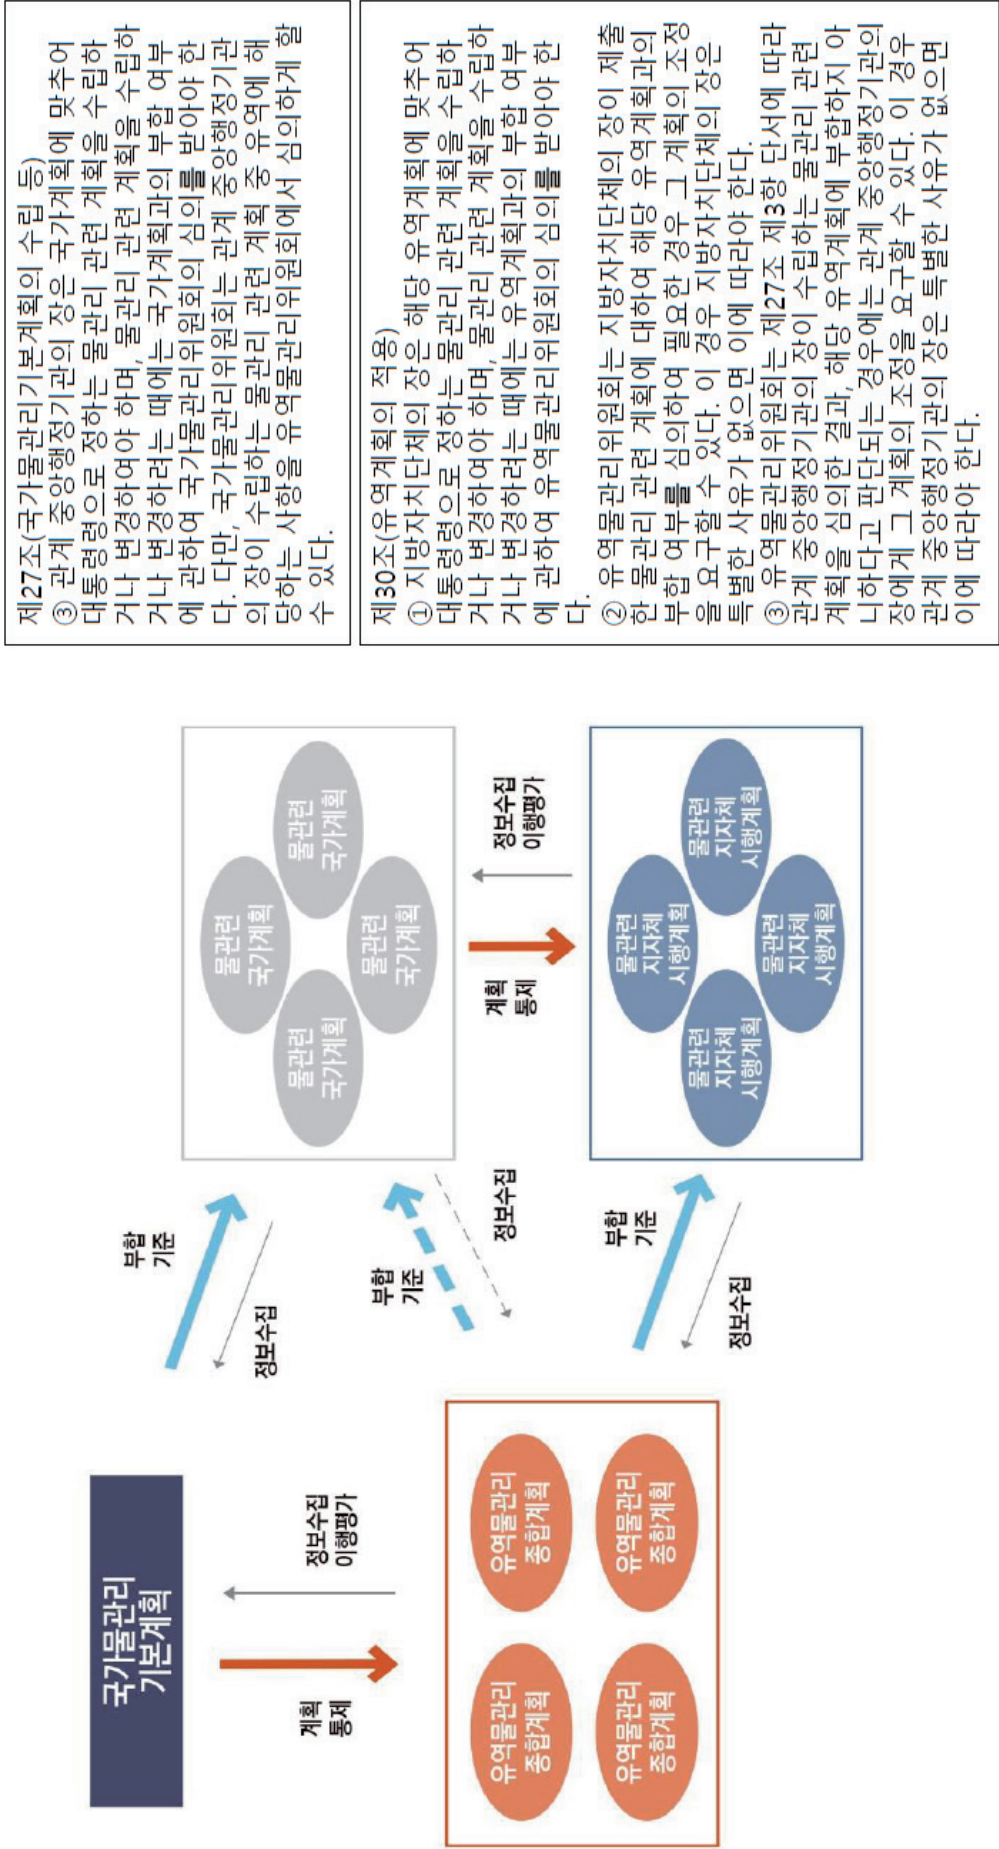 국가물관리
기본계획
계획
통제
정보수집
이행평가
유역물관리
종합계획
유역물관리
종합계획
유역물관리
종합계획
유역물관리
종합계획
부합
기준
정보수집
부합
기준
정보수집
부합
기준
정보수집
물관련
국가계획
물관련
국가계획
물관련
국가계획
물관련
국가계획
계획
통제
정보수집
이행평가
물관련
지자체
시행계획
물관련
지자체
시행계획
물관련
지자체
시행계획
물관련
지자체
시행계획
제27조(국가물관리기본계획의 수립 등)
③ 관계 중앙행정기관의 장은 국가계획에 맞추어
대통령령으로 정하는 물관리 관련 계획을 수립하
거나 변경하여야 하며, 물관리 관련 계획을 수립하
거나 변경하려는 때에는 국가계획과의 부합 여부
에 관하여 국가물관리위원회의 심의를 받아야 한
다. 다만, 국가물관리위원회는 관계 중앙행정기관
의 장이 수립하는 물관리 관련 계획 중 유역에 해
당하는 사항을 유역물관리위원회에서 심의하게 할
수 있다.
제30조(유역계획의 적용)
① 지방자치단체의 장은 해당 유역계획에 맞추어
대통령령으로 정하는 물관리 관련 계획을 수립하
거나 변경하여야 하며, 물관리 관련 계획을 수립하
거나 변경하려는 때에는 유역계획과의 부합 여부
에 관하여 유역물관리위원회의 심의를 받아야 한
다.
② 유역물관리위원회는 지방자치단체의 장이 제출
한 물관리 관련 계획에 대하여 해당 유역계획과의
부합 여부를 심의하여 필요한 경우 그 계획의 조정
을 요구할 수 있다. 이 경우 지방자치단체의 장은
특별한 사유가 없으면 이에 따라야 한다.
③ 유역물관리위원회는 제27조 제3항 단서에 따라
관계 중앙행정기관의 장이 수립하는 물관리 관련
계획을 심의한 결과, 해당 유역계획에 부합하지 아
니하다고 판단되는 경우에는 관계 중앙행정기관의
장에게 그 계획의 조정을 요구할 수 있다. 이 경우
관계 중앙행정기관의 장은 특별한 사유가 없으면
이에 따라야 한다.